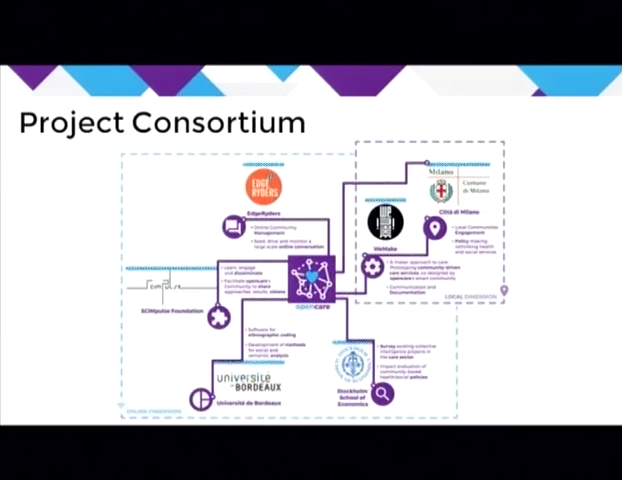 Project Consortium
EDGE
RYDERS
EdgeRyders
• Online Community
Management
• Seed, drive and monitor a
large scale online conversation
Milano
Comune
di Milano
Città di Milano
• Local Communities
Engagement
• Policy making
rethinking health
and social services
WeMake
• A maker approach to care
Prototyping community driven
care services, co designed by
opencare's smart community
• Communication and
Documentation
LOCAL DIMENSION
• Learn, engage
and disseminate
• Facilitate opencare's
Community to share
approaches, results, visions
SCIMpulse Foundation
opencare
• Software for
ethnographic coding
• Development of methods
for social and
semantic analysis
université
de BORDEAUX
Université de Bordeaux
• Survey existing collective
intelligence projects in
the care sector
• Impact evaluation of
community based
health/social policies
Stockholm
School of
Economics
ONLINE DIMENSION